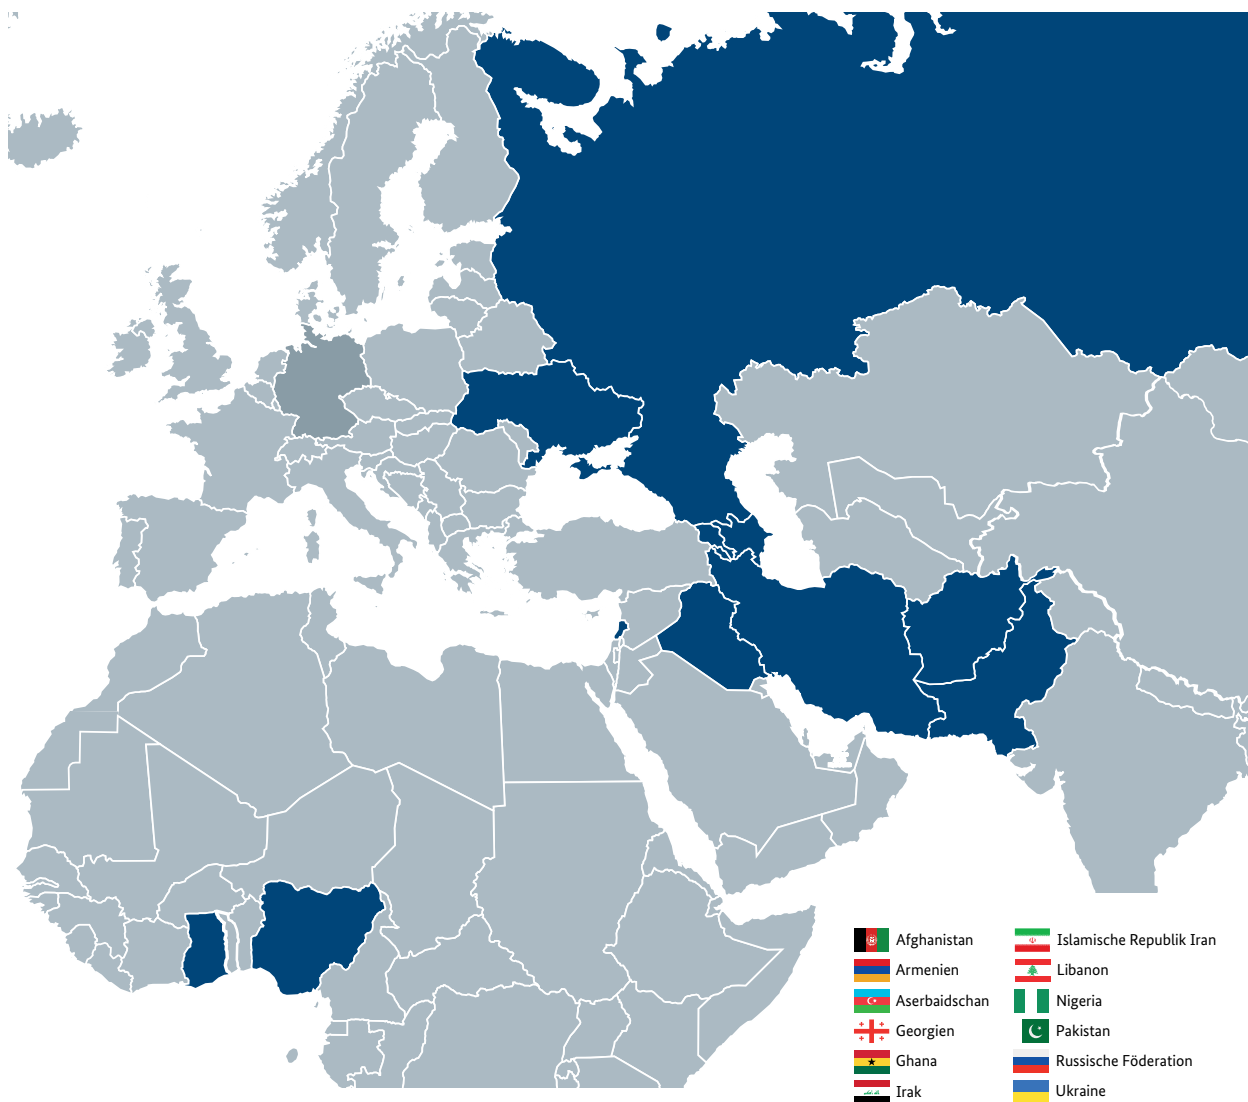 Afghanistan
Armenien
Aserbaidschan
Georgien
Ghana
Irak
Islamische Republik Iran
Libanon
Nigeria
Pakistan
Russische Föderation
Ukraine